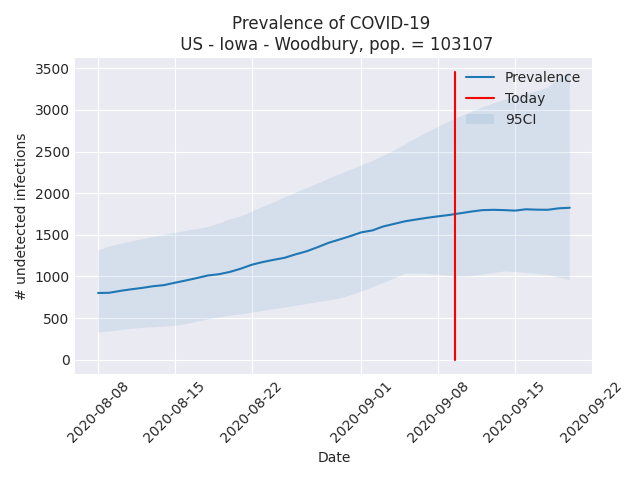 Prevalence of COVID-19
US - Iowa - Woodbury, pop. = 103107
3500
3000
2500
2000
1500
1000
500
0
# undetected infections
Prevalence
Today
95CI
2020-08-08
2020-08-15
2020-08-22
2020-09-01
2020-09-08
2020-09-15
2020-09-22
Date